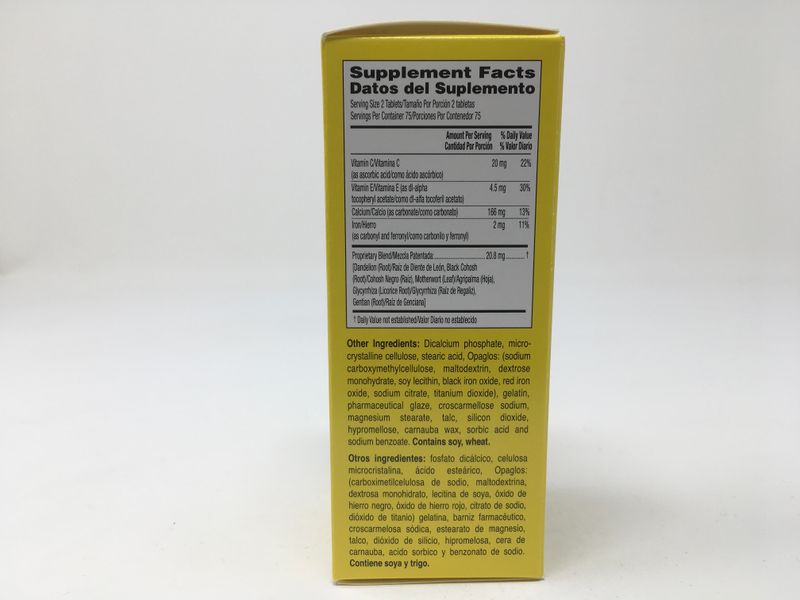 Supplement Facts
Datos del Suplemento
Serving Size 2 Tablets/Tamaño Por Porción 2 tabletas
Servings Per Container 75/Porciones Por Contenedor 75
Amount Per Serving % Daily Value
Cantidad Por Porción % Valor Diario
Vitamin C/Vitamina C 20 mg 22%
(as ascorbic acid/como ácido ascórbico)
Vitamin E/Vitamina E (as dl-alpha 4.5 mg 30%
tocopheryl acetate/como dl-alfa tocoferil acetato)
Calcium/Calcio (as carbonate/como carbonato) 166 mg 13%
Iron/Hierro 2 mg 11%
(as carbonyl and ferronyl/como carbonilo y ferronyl)
Proprietary Blend/Mezcla Patentada 20.8 mg †
[Dandelion (Root)/Raíz de Diente de León, Black Cohosh
(Root)/Cohosh Negro (Raíz), Motherwort (Leaf)/Agripalma (Hoja),
Glycyrrhiza (Licorice Root)/Glycyrrhiza (Raíz de Regaliz),
Gentian (Root)/Raíz de Genciana]
† Daily Value not established/Valor Diario no establecido
Other Ingredients: Dicalcium phosphate, micro-
crystalline cellulose, stearic acid, Opaglos: (sodium
carboxymethylcellulose, maltodextrin, dextrose
monohydrate, soy lecithin, black iron oxide, red iron
oxide, sodium citrate, titanium dioxide), gelatin,
pharmaceutical glaze, croscarmellose sodium,
magnesium stearate, talc, silicon dioxide,
hypromellose, carnauba wax, sorbic acid and
sodium benzoate. Contains soy, wheat.
Otros ingredientes: fosfato dicálcico, celulosa
microcristalina, ácido esteárico, Opaglos:
(carboximetilcelulosa de sodio, maltodextrina,
dextrosa monohidrato, lecitina de soya, óxido de
hierro negro, óxido de hierro rojo, citrato de sodio,
dióxido de titanio) gelatina, barniz farmacéutico,
croscarmelosa sódica, estearato de magnesio,
talco, dióxido de silicio, hipromelosa, cera de
carnauba, acido sorbico y benzonato de sodio.
Contiene soya y trigo.